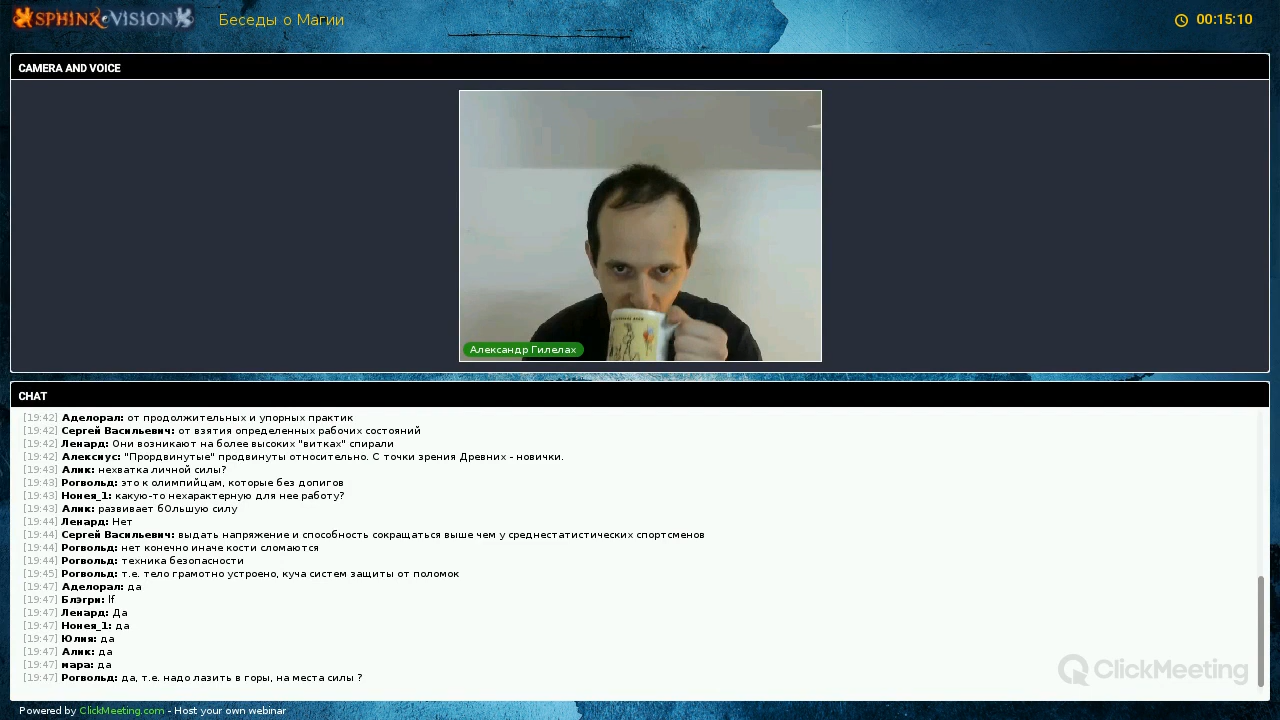 SPHINX VISION
Беседы о Магии
00:15:10
CAMERA AND VOICE
Александр Гилелах
CHAT
[19:42] Аделорал: от продолжительных и упорных практик
[19:42] Сергей Васильевич: от взятия определенных рабочих состояний
[19:42] Ленард: Они возникают на более высоких "витках" спирали
[19:42] Алексиус: "Прордвинутые" продвинуты относительно. С точки зрения Древних - новички.
[19:43] Алик: нехватка личной силы?
[19:43] Рогвольд: это к олимпийцам, которые без допигов
[19:43] Нонея_1: какую-то нехарактерную для нее работу?
[19:43] Алик: развивает бОльшую силу
[19:44] Ленард: Нет
[19:44] Сергей Васильевич: выдать напряжение и способность сокращаться выше чем у среднестатистических спортсменов
[19:44] Рогвольд: нет конечно иначе кости сломаются
[19:44] Рогвольд: техника безопасности
[19:45] Рогвольд: т.е. тело грамотно устроено, куча систем защиты от поломок
[19:47] Аделорал: да
[19:47] Блэгри: lf
[19:47] Ленард: Да
[19:47] Нонея_1: да
[19:47] Юлия: да
[19:47] Алик: да
[19:47] мара: да
[19:47] Рогвольд: да, т.е. надо лазить в горы, на места силы ?
ClickMeeting
Powered by ClickMeeting.com - Host your own webinar